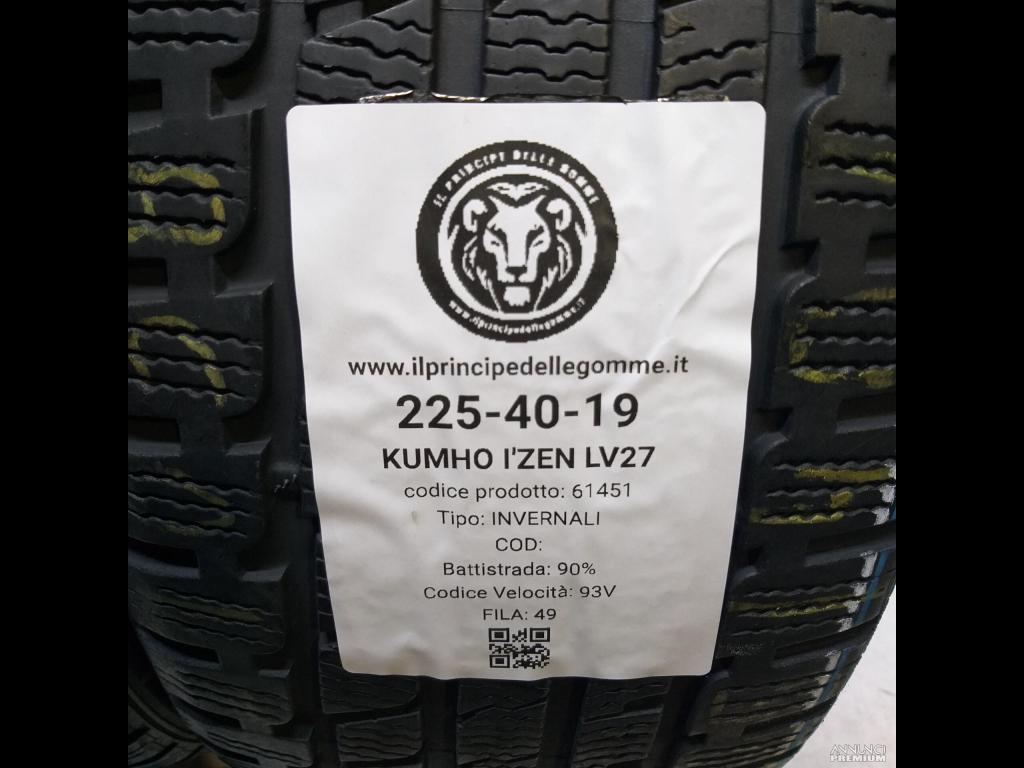 IL PRINCIPE DELLE GOMME
www.ilprincipedellegomme.it
www.ilprincipedellegomme.it
225-40-19
KUMHO I'ZEN LV27
codice prodotto: 61451
Tipo: INVERNALI
COD:
Battistrada: 90%
Codice Velocità: 93V
FILA: 49
ANNUNCI
PREMIUM